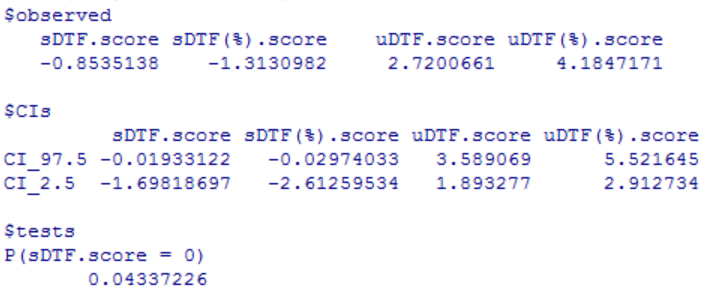 $observed
sDTF.score sDTF(%).score uDTF.score uDTF(%).score
-0.8535138 -1.3130982 2.7200661 4.1847171
$CIs
sDTF.score sDTF(%).score uDTF.score uDTF(%).score
CI_97.5 -0.01933122 -0.02974033 3.589069 5.521645
CI_2.5 -1.69818697 -2.61259534 1.893277 2.912734
$tests
P(sDTF.score = 0)
0.04337226